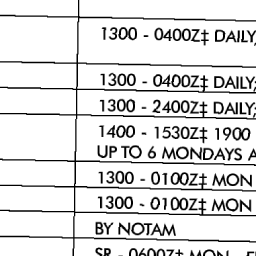 1300 - 0400Z‡ DAILY,
1300 - 0400Z‡ DAILY;
1300 - 2400Z‡ DAILY;
1400 - 1530Z‡ 1900
UP TO 6 MONDAYS A
1300 - 0100Z‡ MON
1300 - 0100Z‡ MON
BY NOTAM
SR - 0600Z‡ MON